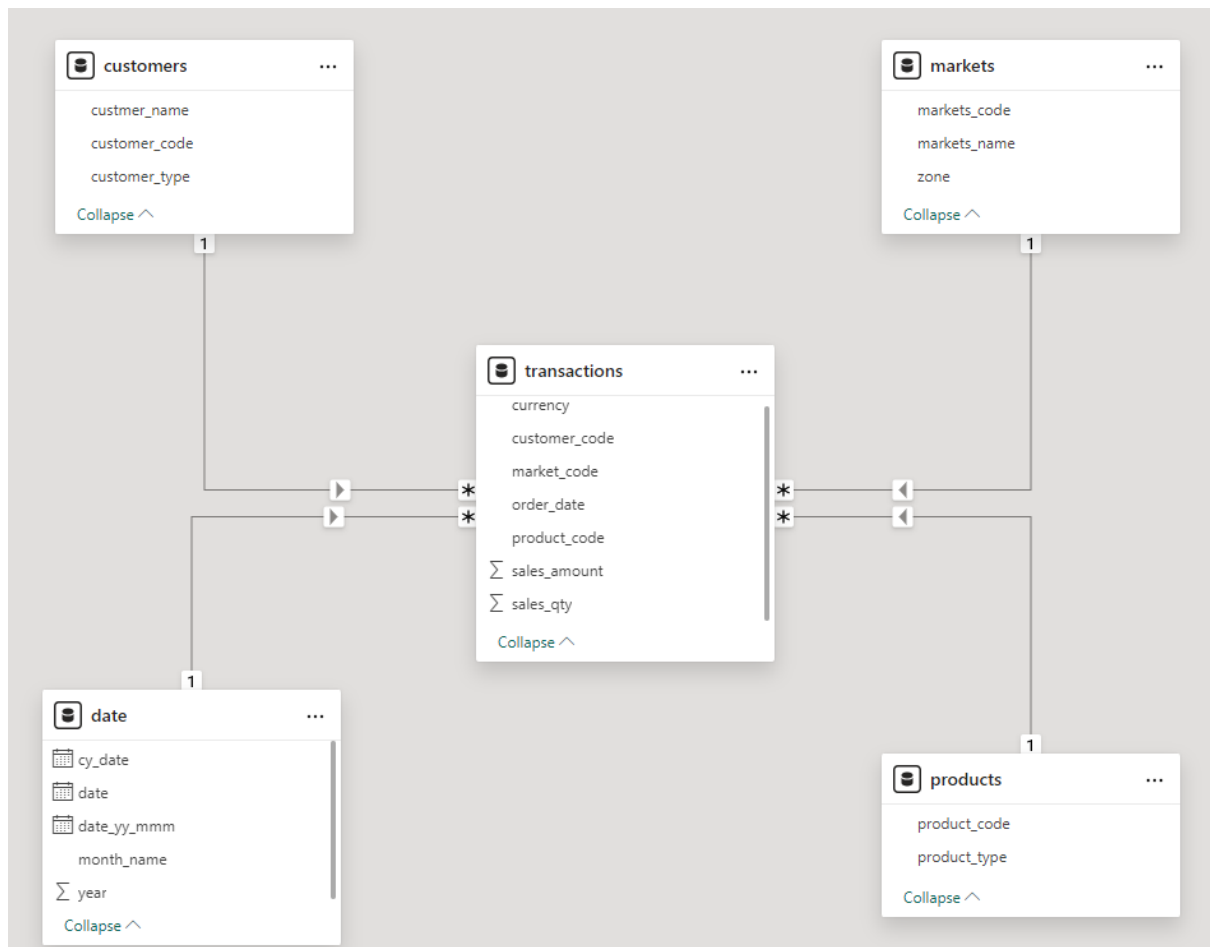 customers
...
custmer_name
customer_code
customer_type
Collapse
1
markets
...
markets_code
markets_name
zone
Collapse
1
transactions
...
currency
customer_code
market_code
order_date
product_code
∑ sales_amount
∑ sales_qty
Collapse
*
*
*
*
1
date
...
cy_date
date
date_yy_mmm
month_name
∑ year
Collapse
1
products
...
product_code
product_type
Collapse